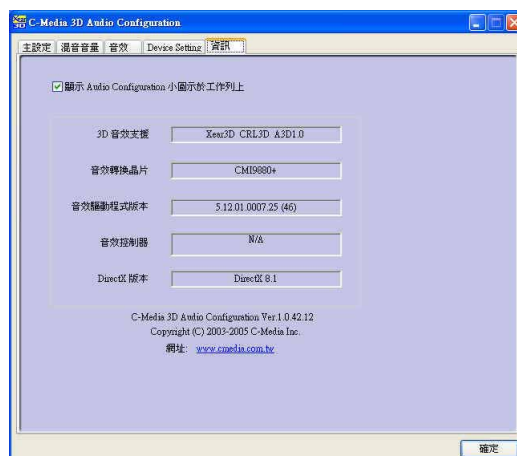 C-Media 3D Audio Configuration
主設定 混音音量 音效 Device Setting 資訊
顯示 Audio Configuration 小圖示於工作列上
3D 音效支援 Xear3D CRL3D A3D1.0
音效轉換晶片 CMI9880+
音效驅動程式版本 5.12.01.0007.25 (46)
音效控制器 N/A
DirectX 版本 DirectX 8.1
C-Media 3D Audio Configuration Ver.1.0.42.12
Copyright (C) 2003-2005 C-Media Inc.
網址: www.cmedia.com.tw
確定